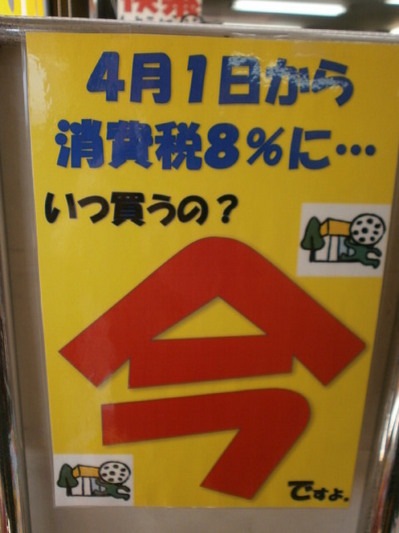 4月1日から
消費税8%に…
いつ買うの?
今
ですよ.